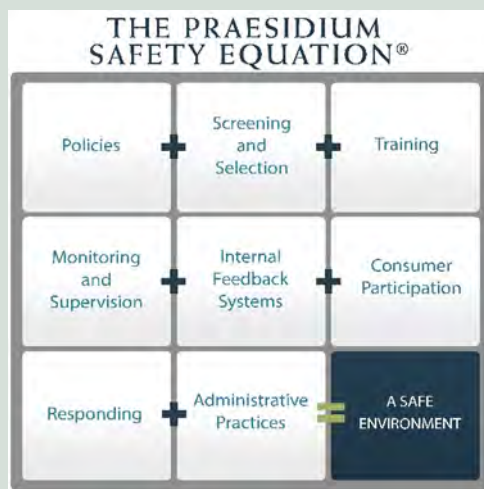 THE PRAESIDIUM
SAFETY EQUATION®
Policies
+
Screening
and
Selection
+
Training
Monitoring
and
Supervision
+
Internal
Feedback
Systems
+
Consumer
Participation
Responding
+
Administrative
Practices
=
A SAFE
ENVIRONMENT